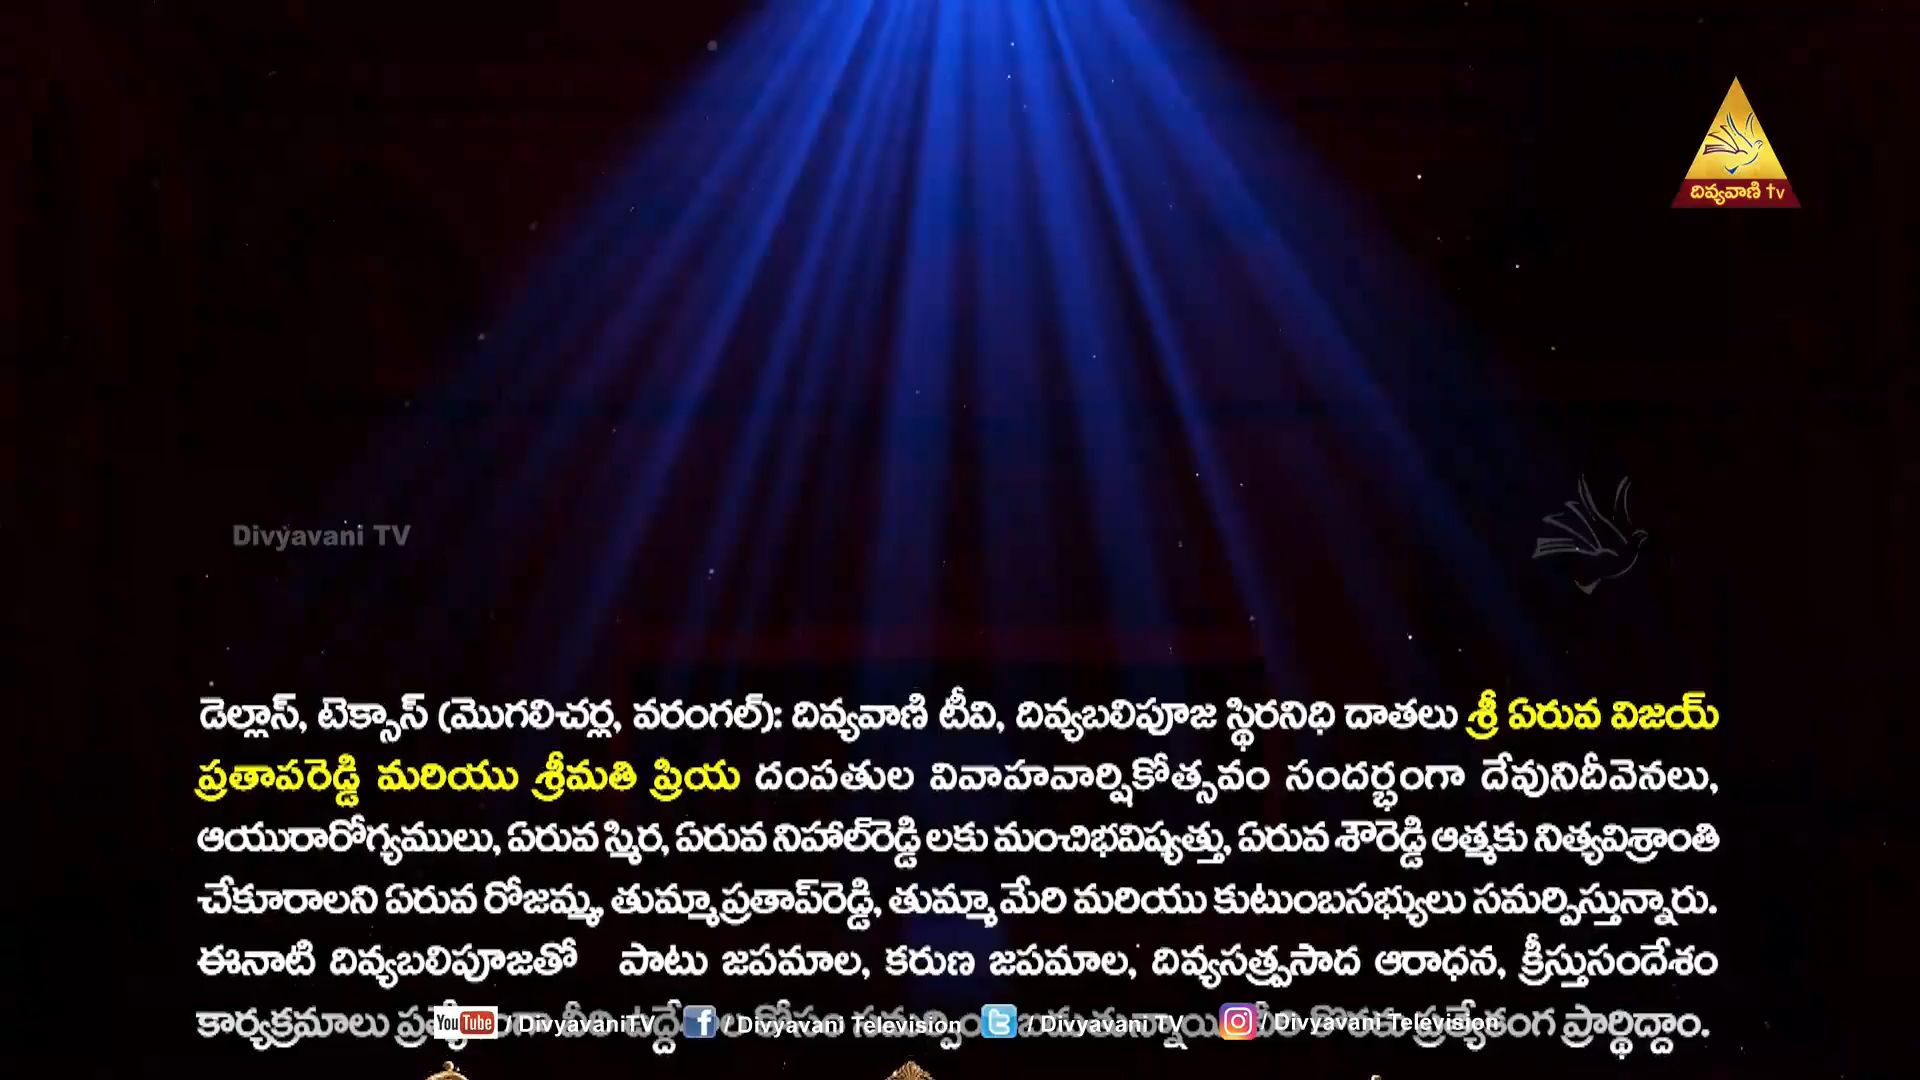 దివ్యవాణి tv
Divyavani TV
డెల్లాస్, టెక్సాస్ (మొగలిచర్ల, వరంగల్): దివ్యవాణి టీవి, దివ్యబలిపూజ స్థిరనిధి దాతలు శ్రీ ఏరువ విజయ్
ప్రతాపరెడ్డి మరియు శ్రీమతి ప్రియ దంపతుల వివాహవార్షికోత్సవం సందర్భంగా దేవునిదీవెనలు,
ఆయురారోగ్యములు, ఏరువ స్మిర, ఏరువ నిహాల్‌రెడ్డి లకు మంచిభవిష్యత్తు, ఏరువ శౌరెడ్డి ఆత్మకు నిత్యవిశ్రాంతి
చేకూరాలని ఏరువ రోజమ్మ, తుమ్మా ప్రతాప్‌రెడ్డి, తుమ్మా మేరి మరియు కుటుంబసభ్యులు సమర్పిస్తున్నారు.
ఈనాటి దివ్యబలిపూజతో పాటు జపమాల, కరుణ జపమాల, దివ్యసత్ప్రసాద ఆరాధన, క్రీస్తుసందేశం
కార్యక్రమాలు ప్రార్థిద్దాం.
YouTube / DivyavaniTV f / Divyavani Television / Divyavani TV / Divyavani Television